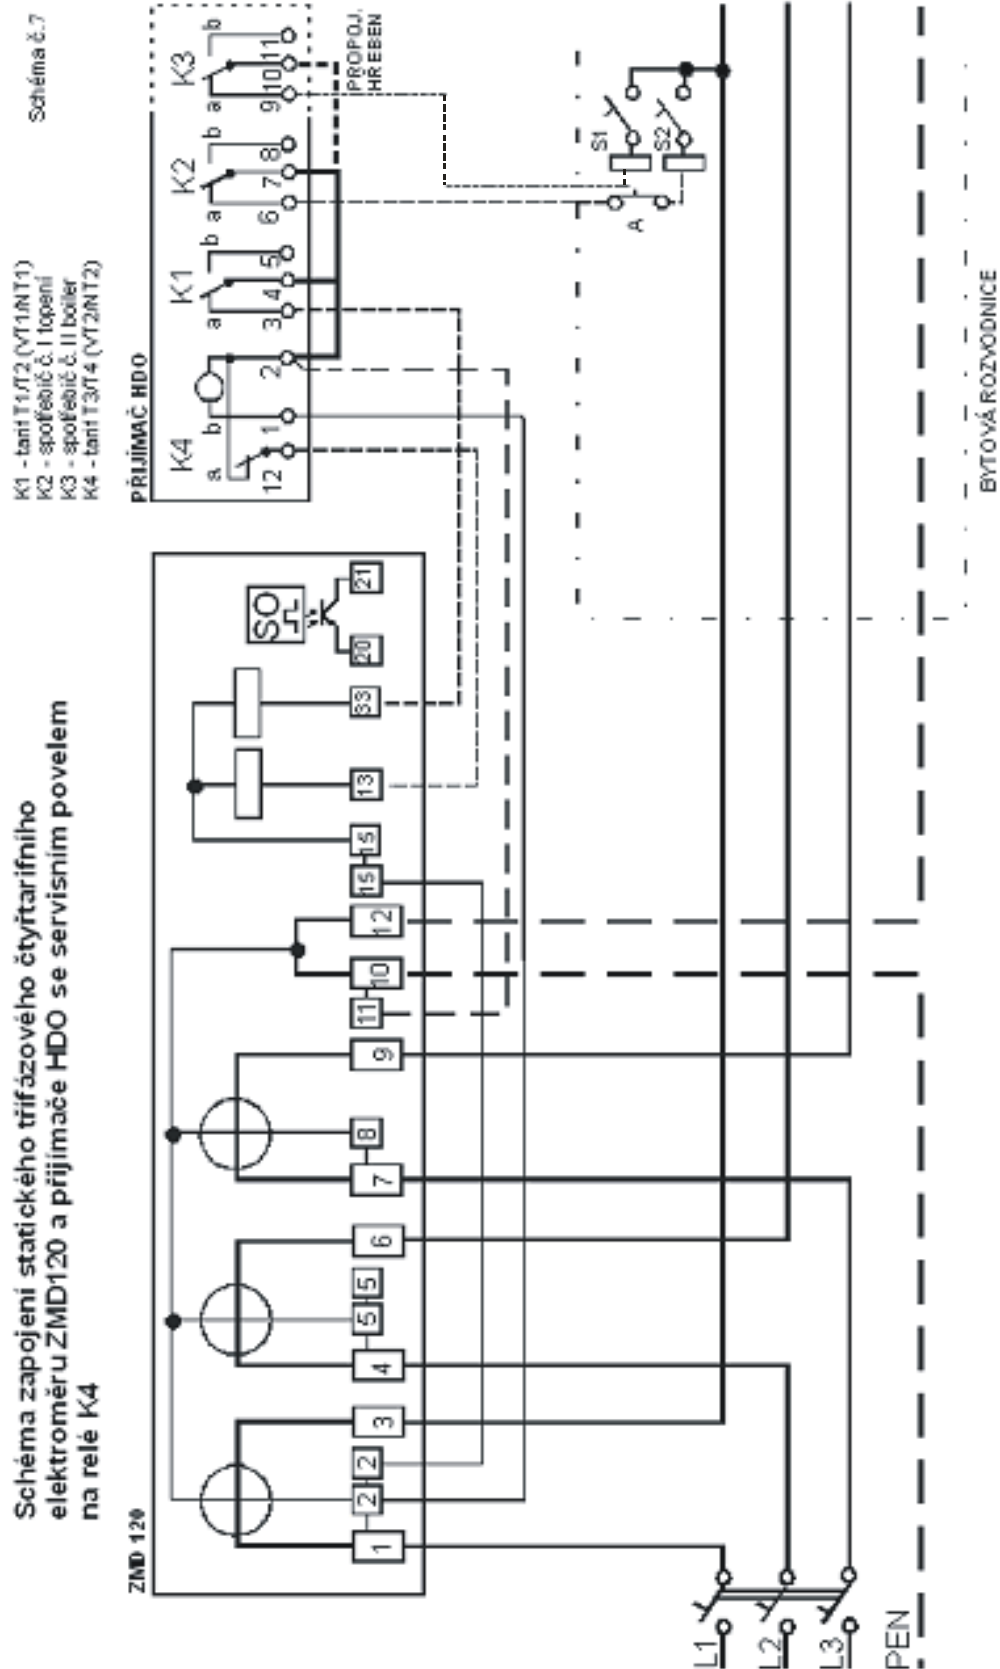 Schéma zapojení statického třífázového čtyřtarifního
elektroměru ZMD120 a přijímače HDO se servisním povelem
na relé K4
K1 - tarif T1/T2 (VT1/NT1)
K2 - spotřebič č. I topení
K3 - spotřebič č. II boiler
K4 - tarif T3/T4 (VT2/NT2)
Schéma č.7
ZMD 120
PŘIJÍMAČ HDO
K4
K1
K2
K3
a b
a b
a b
a b
12 1 2 3 4 5 6 7 8 9 10 11
PROPOJ.
HŘEBEN
SO
1 2 2 3 4 5 5 6 7 8 9 11 10 12 15 15 13 33 20 21
A
S1
S2
L1
L2
L3
PEN
BYTOVÁ ROZVODNICE